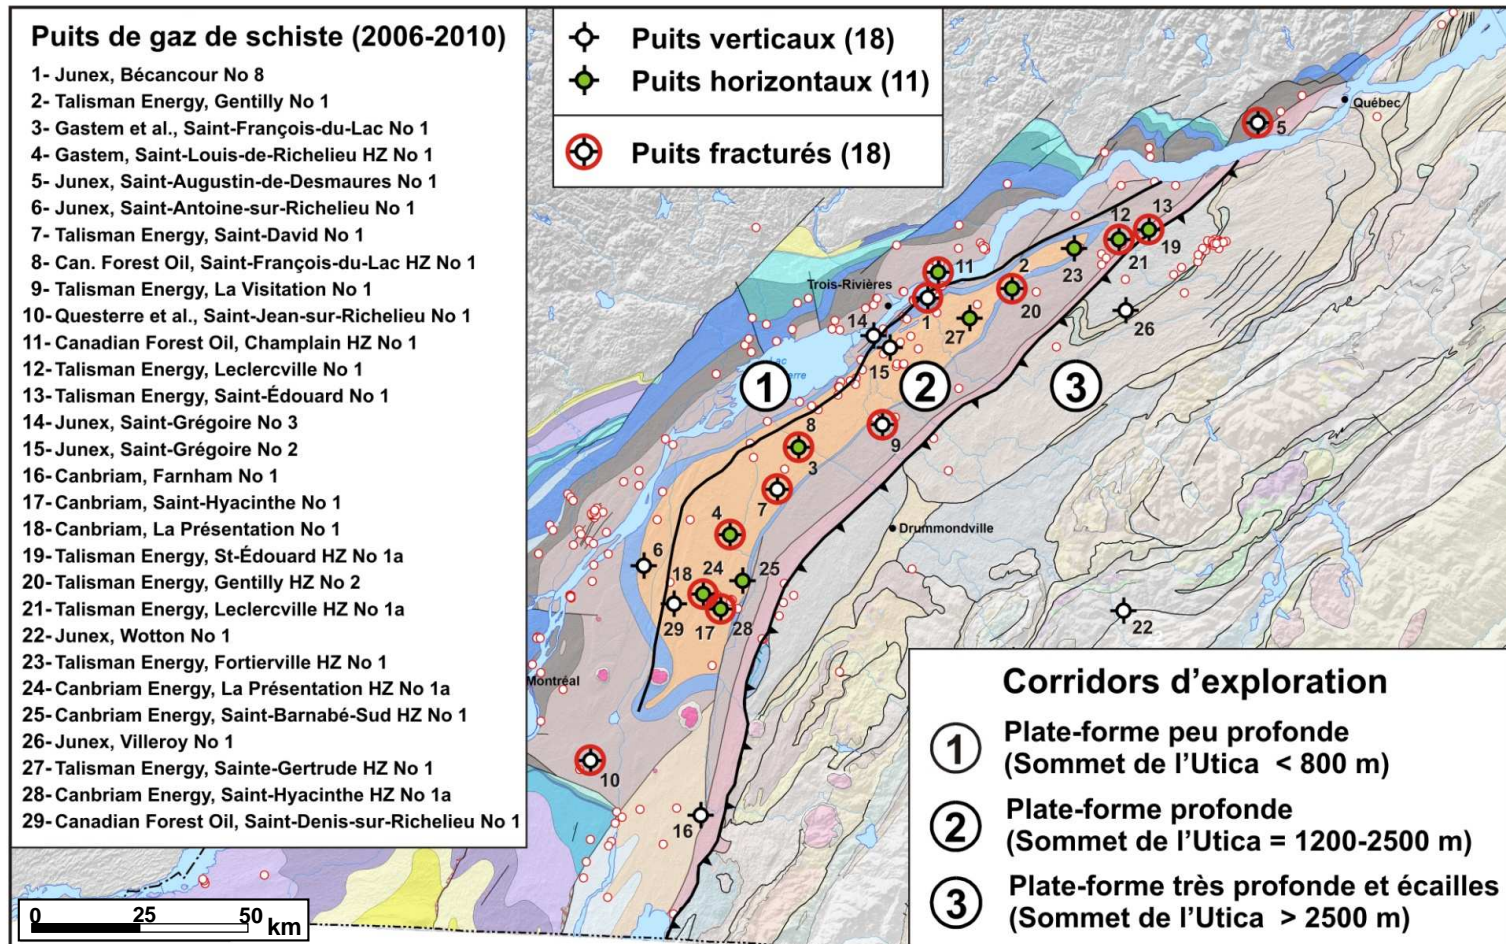 Puits de gaz de schiste (2006-2010)
1- Junex, Bécancour No 8
2- Talisman Energy, Gentilly No 1
3- Gastem et al., Saint-François-du-Lac No 1
4- Gastem, Saint-Louis-de-Richelieu HZ No 1
5- Junex, Saint-Augustin-de-Desmaures No 1
6- Junex, Saint-Antoine-sur-Richelieu No 1
7- Talisman Energy, Saint-David No 1
8- Can. Forest Oil, Saint-François-du-Lac HZ No 1
9- Talisman Energy, La Visitation No 1
10- Questerre et al., Saint-Jean-sur-Richelieu No 1
11- Canadian Forest Oil, Champlain HZ No 1
12- Talisman Energy, Leclercville No 1
13- Talisman Energy, Saint-Édouard No 1
14- Junex, Saint-Grégoire No 3
15- Junex, Saint-Grégoire No 2
16- Canbriam, Farnham No 1
17- Canbriam, Saint-Hyacinthe No 1
18- Canbriam, La Présentation No 1
19- Talisman Energy, St-Édouard HZ No 1a
20- Talisman Energy, Gentilly HZ No 2
21- Talisman Energy, Leclercville HZ No 1a
22- Junex, Wotton No 1
23- Talisman Energy, Fortierville HZ No 1
24- Canbriam Energy, La Présentation HZ No 1a
25- Canbriam Energy, Saint-Barnabé-Sud HZ No 1
26- Junex, Villeroy No 1
27- Talisman Energy, Sainte-Gertrude HZ No 1
28- Canbriam Energy, Saint-Hyacinthe HZ No 1a
29- Canadian Forest Oil, Saint-Denis-sur-Richelieu No 1
Puits verticaux (18)
Puits horizontaux (11)
Puits fracturés (18)
Québec
5
13
12
19
21
23
11
2
Trois-Rivières
20
1
27
26
14
15
Lac
1
2
3
8
9
3
7
Drummondville
4
6
25
18
24
29
17
28
22
Montréal
10
16
Corridors d’exploration
1
Plate-forme peu profonde
(Sommet de l’Utica < 800 m)
2
Plate-forme profonde
(Sommet de l’Utica = 1200-2500 m)
3
Plate-forme très profonde et écailles
(Sommet de l’Utica > 2500 m)
0 25 50 km